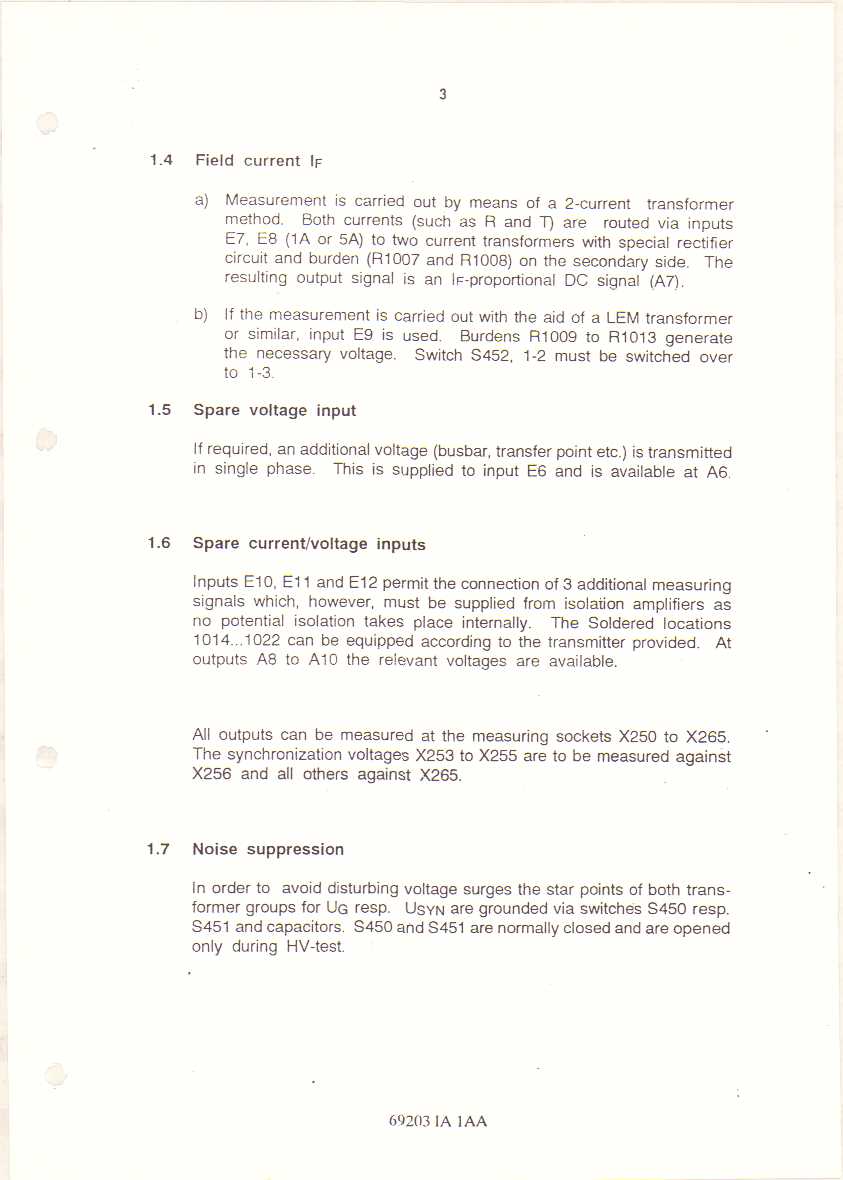 3
1.4 Field current IF
a) Measurement is carried out by means of a 2-current transformer
method. Both currents (such as R and T) are routed via inputs
E7, E8 (1A or 5A) to two current transformers with special rectifier
circuit and burden (R1007 and R1008) on the secondary side. The
resulting output signal is an IF-proportional DC signal (A7).
b) If the measurement is carried out with the aid of a LEM transformer
or similar, input E9 is used. Burdens R1009 to R1013 generate
the necessary voltage. Switch S452, 1-2 must be switched over
to 1-3.
1.5 Spare voltage input
If required, an additional voltage (busbar, transfer point etc.) is transmitted
in single phase. This is supplied to input E6 and is available at A6.
1.6 Spare current/voltage inputs
Inputs E10, E11 and E12 permit the connection of 3 additional measuring
signals which, however, must be supplied from isolation amplifiers as
no potential isolation takes place internally. The Soldered locations
1014...1022 can be equipped according to the transmitter provided. At
outputs A8 to A10 the relevant voltages are available.
All outputs can be measured at the measuring sockets X250 to X265.
The synchronization voltages X253 to X255 are to be measured against
X256 and all others against X265.
1.7 Noise suppression
In order to avoid disturbing voltage surges the star points of both trans-
former groups for UG resp. USYN are grounded via switches S450 resp.
S451 and capacitors. S450 and S451 are normally closed and are opened
only during HV-test.
69203 IA 1AA